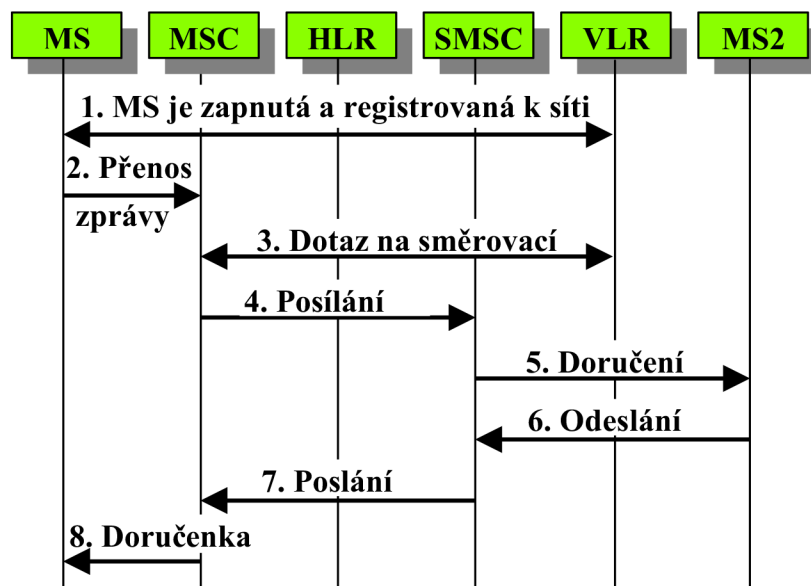 MS MSC HLR SMSC VLR MS2
1. MS je zapnutá a registrovaná k síti
2. Přenos
zprávy
3. Dotaz na směrovací
4. Posílání
5. Doručení
6. Odeslání
7. Poslání
8. Doručenka